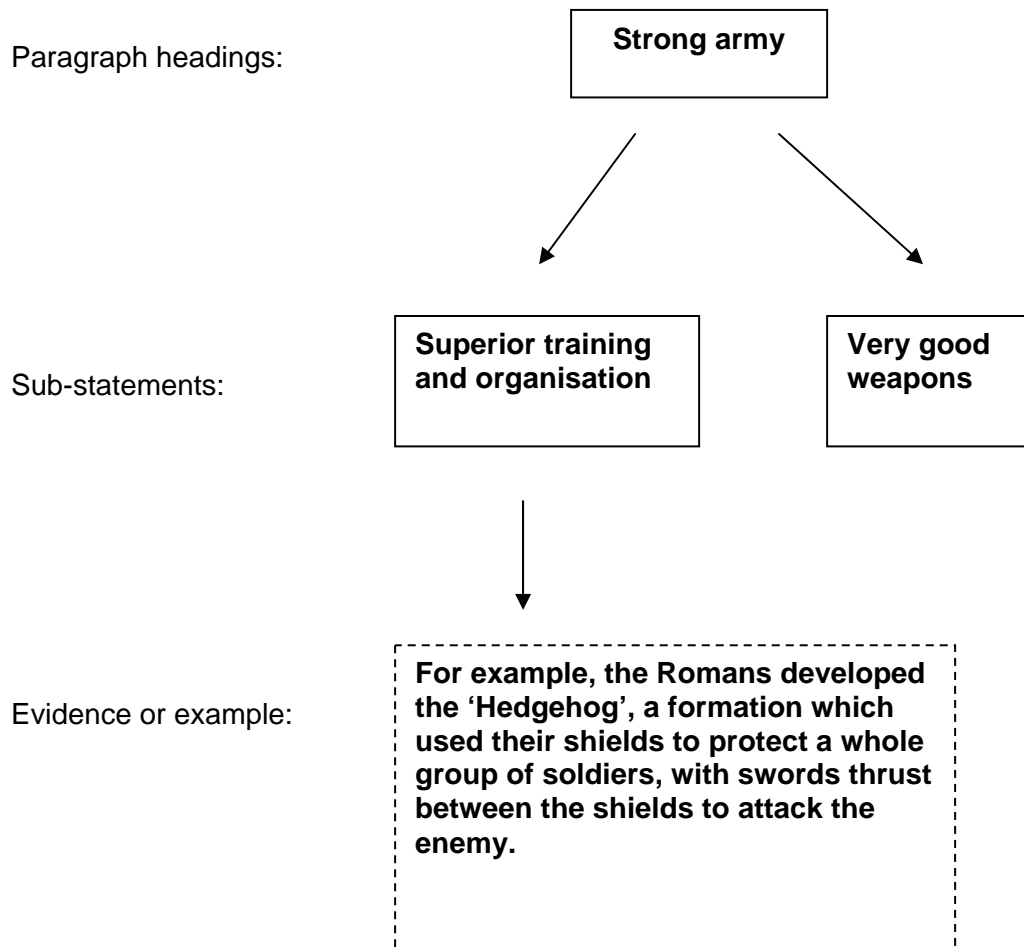 Paragraph headings:
Strong army
Sub-statements:
Superior training
and organisation
Very good
weapons
Evidence or example:
For example, the Romans developed
the ‘Hedgehog’, a formation which
used their shields to protect a whole
group of soldiers, with swords thrust
between the shields to attack the
enemy.